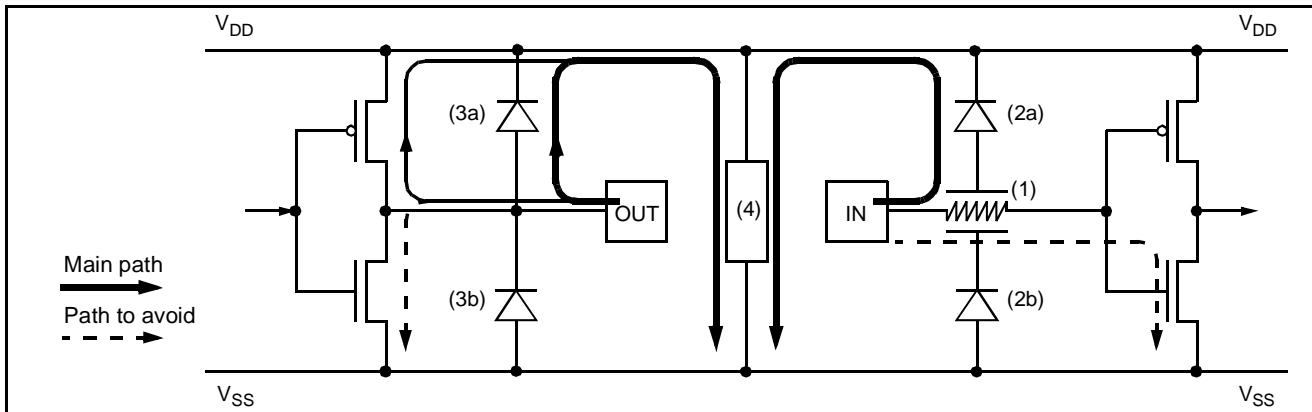 V_DD V_DD
(3a) (2a)
(1)
OUT (4) IN
Main path
(3b) (2b)
Path to avoid
V_SS V_SS